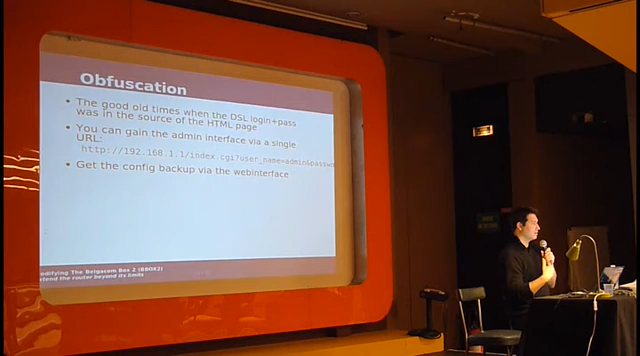 Obfuscation
• The good old times when the DSL login+pass
was in the source of the HTML page
• You can gain the admin interface via a single
URL:
http://192.168.1.1/index.cgi?user_name=admin&passwo
• Get the config backup via the webinterface
odifying The Belgacom Box 2 (BBOX2)
xtend the router beyond its limits